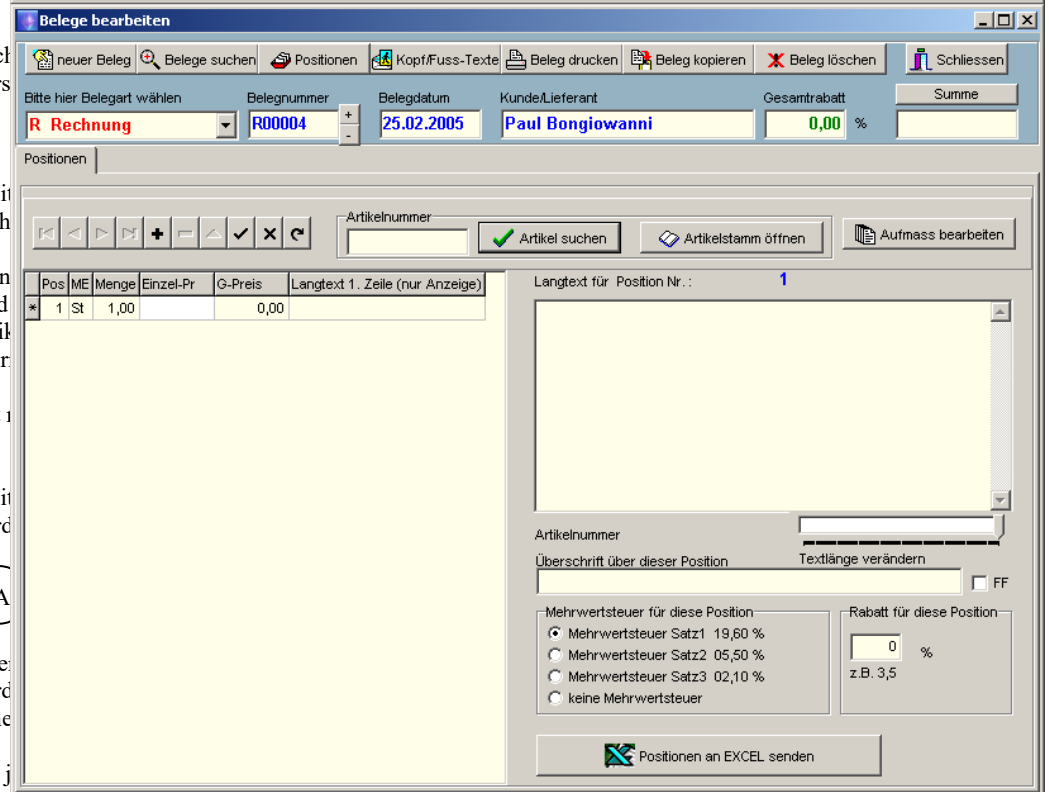 Belege bearbeiten
neuer Beleg Belege suchen Positionen Kopf/Fuss-Texte Beleg drucken Beleg kopieren Beleg löschen Schliessen
Bitte hier Belegart wählen Belegnummer Belegdatum Kunde/Lieferant Gesamtrabatt Summe
R Rechnung R00004 + - 25.02.2005 Paul Bongiowanni 0,00 %
Positionen
Artikelnummer
Artikel suchen Artikelstamm öffnen Aufmass bearbeiten
Pos ME Menge Einzel-Pr G-Preis Langtext 1. Zeile (nur Anzeige)
* 1 St 1,00 0,00
Langtext für Position Nr.: 1
Artikelnummer
Überschrift über dieser Position Textlänge verändern
FF
Mehrwertsteuer für diese Position
Mehrwertsteuer Satz1 19,60 %
Mehrwertsteuer Satz2 05,50 %
Mehrwertsteuer Satz3 02,10 %
keine Mehrwertsteuer
Rabatt für diese Position
0 %
z.B. 3,5
Positionen an EXCEL senden